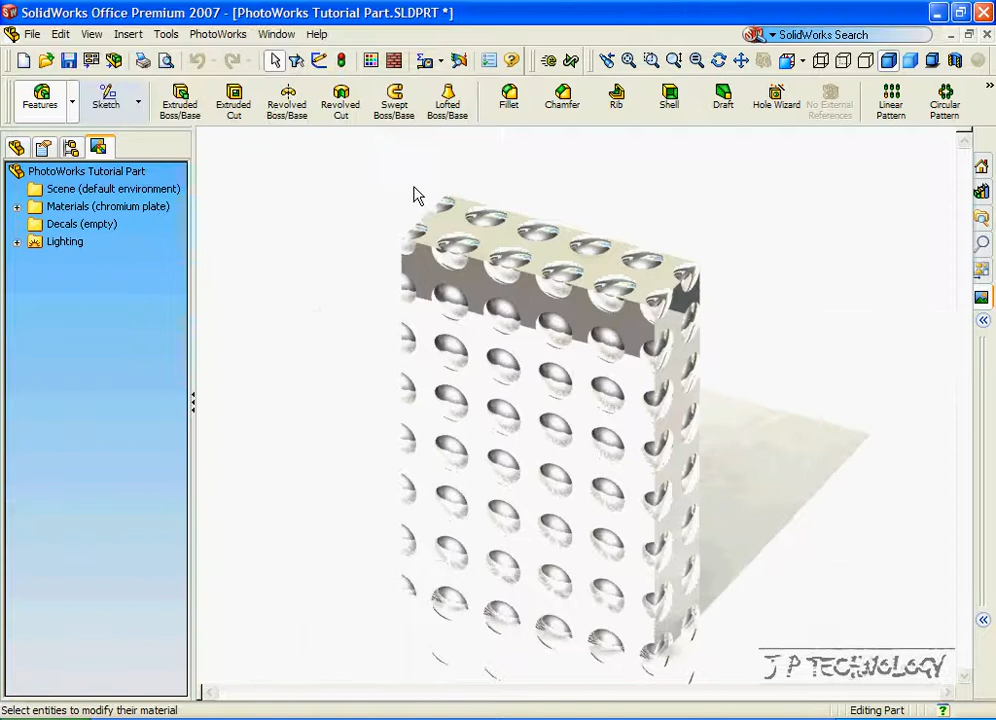 SolidWorks Office Premium 2007 - [PhotoWorks Tutorial Part.SLDPRT *]
File Edit View Insert Tools PhotoWorks Window Help SolidWorks Search
Features Sketch Extruded Boss/Base Extruded Cut Revolved Boss/Base Revolved Cut Swept Boss/Base Lofted Boss/Base Fillet Chamfer Rib Shell Draft Hole Wizard No External References Linear Pattern Circular Pattern
PhotoWorks Tutorial Part
Scene (default environment)
Materials (chromium plate)
Decals (empty)
Lighting
J P TECHNOLOGY
Select entities to modify their material Editing Part